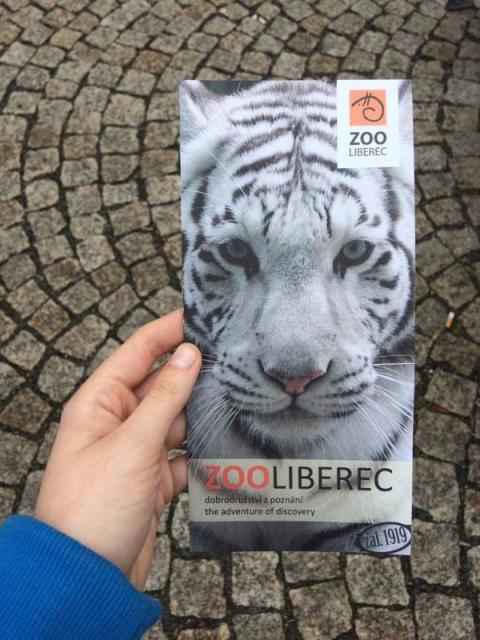 ZOO
LIBEREC
ZOOLIBEREC
dobrodružství z poznání
the adventure of discovery
zal. 1919